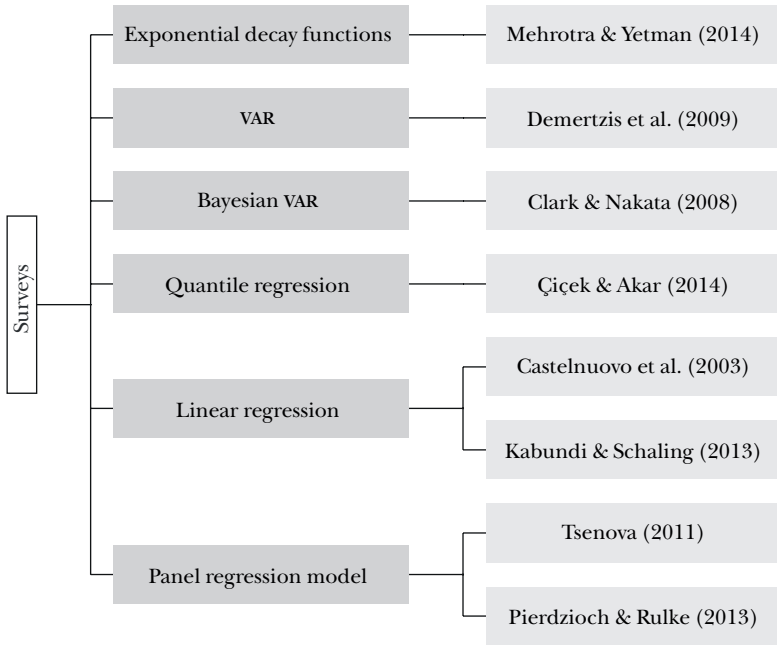 Surveys
Exponential decay functions
Mehrotra & Yetman (2014)
VAR
Demertzis et al. (2009)
Bayesian VAR
Clark & Nakata (2008)
Quantile regression
Çiçek & Akar (2014)
Linear regression
Castelnuovo et al. (2003)
Kabundi & Schaling (2013)
Panel regression model
Tsenova (2011)
Pierdzioch & Rulke (2013)